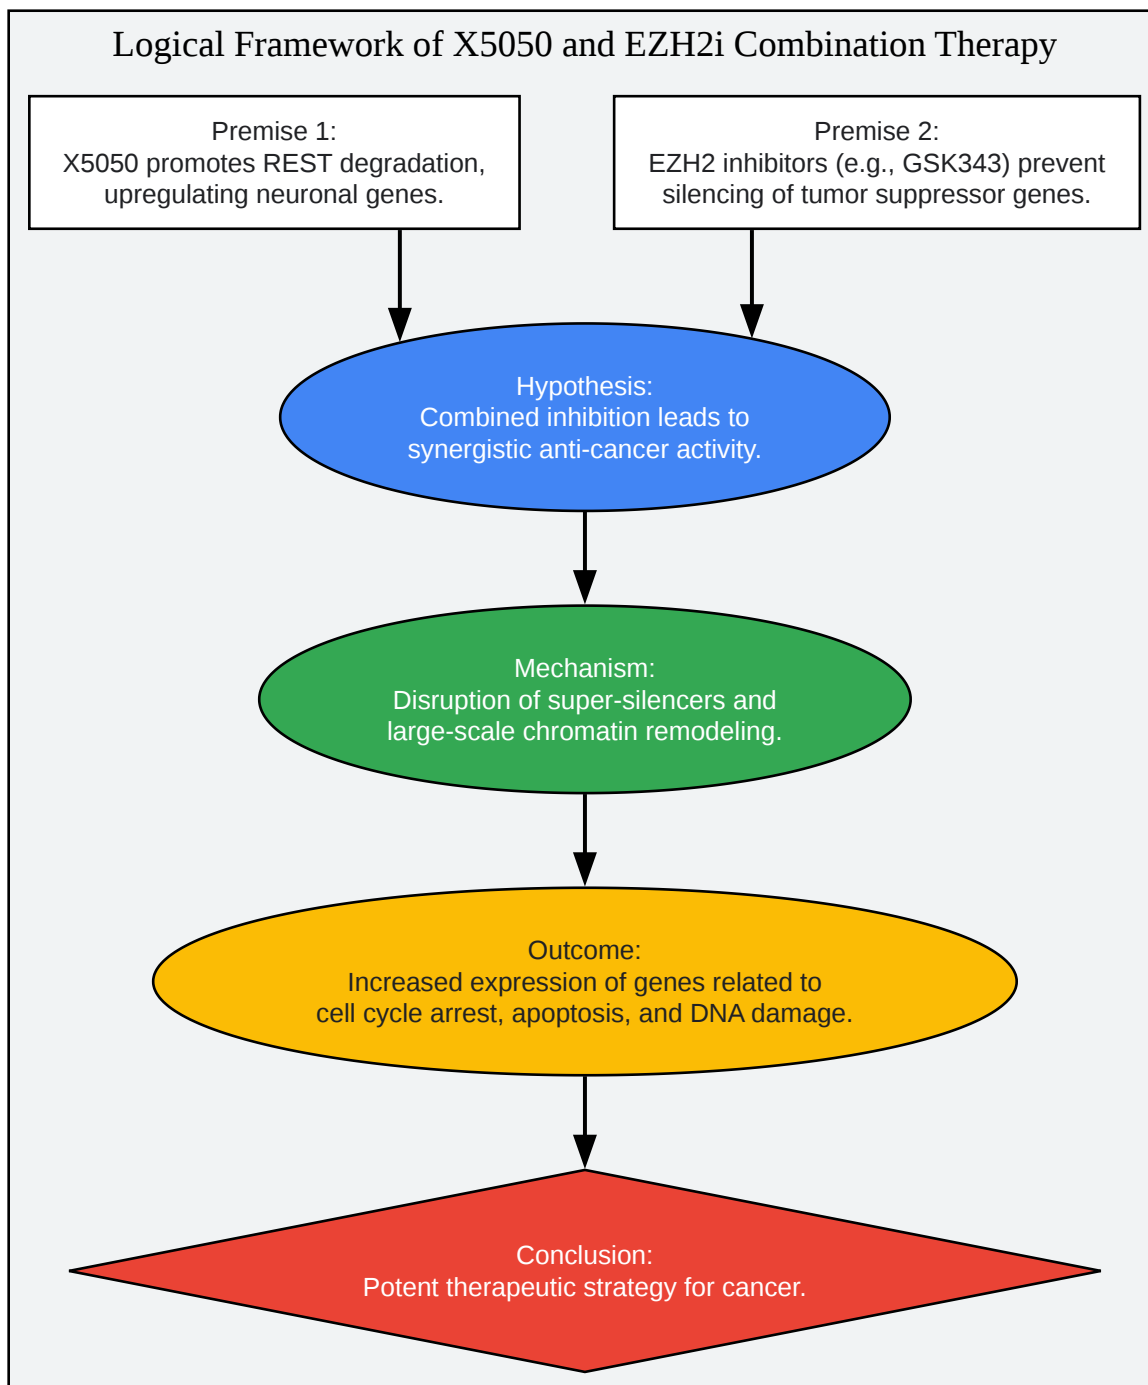 Logical Framework of X5050 and EZH2i Combination Therapy
Premise 1:
X5050 promotes REST degradation,
upregulating neuronal genes.
Premise 2:
EZH2 inhibitors (e.g., GSK343) prevent
silencing of tumor suppressor genes.
Hypothesis:
Combined inhibition leads to
synergistic anti-cancer activity.
Mechanism:
Disruption of super-silencers and
large-scale chromatin remodeling.
Outcome:
Increased expression of genes related to
cell cycle arrest, apoptosis, and DNA damage.
Conclusion:
Potent therapeutic strategy for cancer.